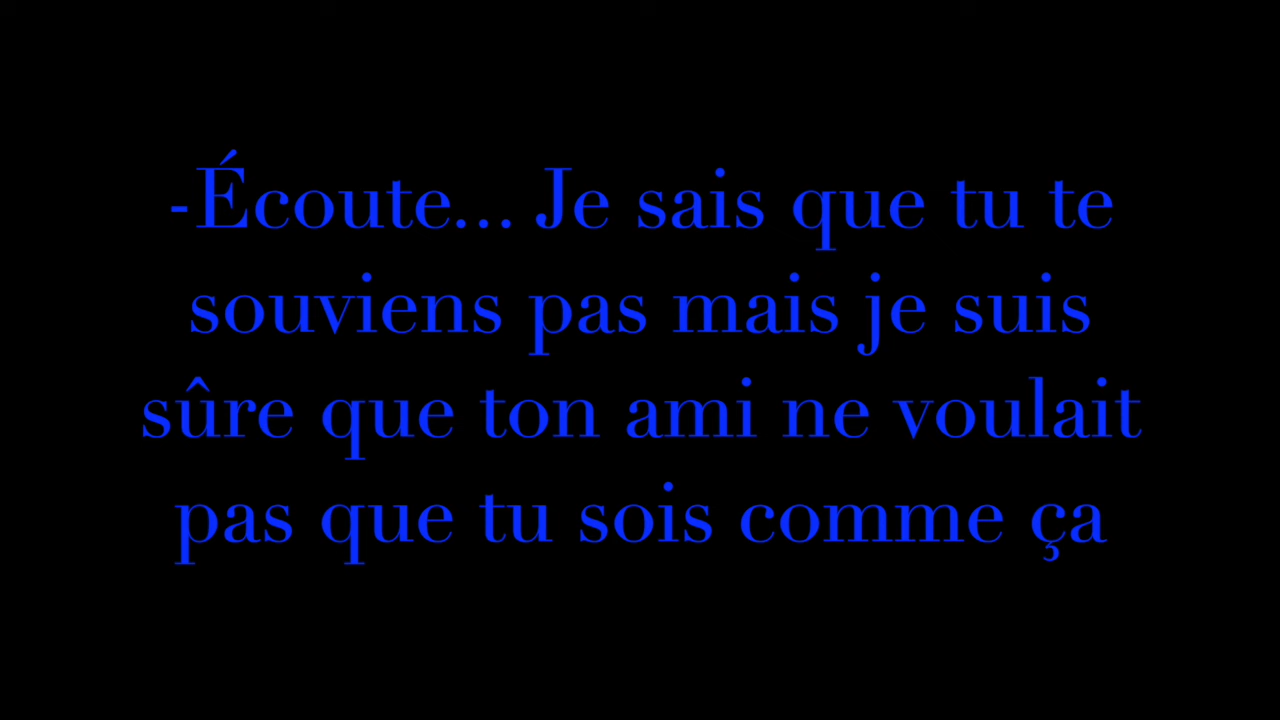 -Écoute... Je sais que tu te
souviens pas mais je suis
sûre que ton ami ne voulait
pas que tu sois comme ça